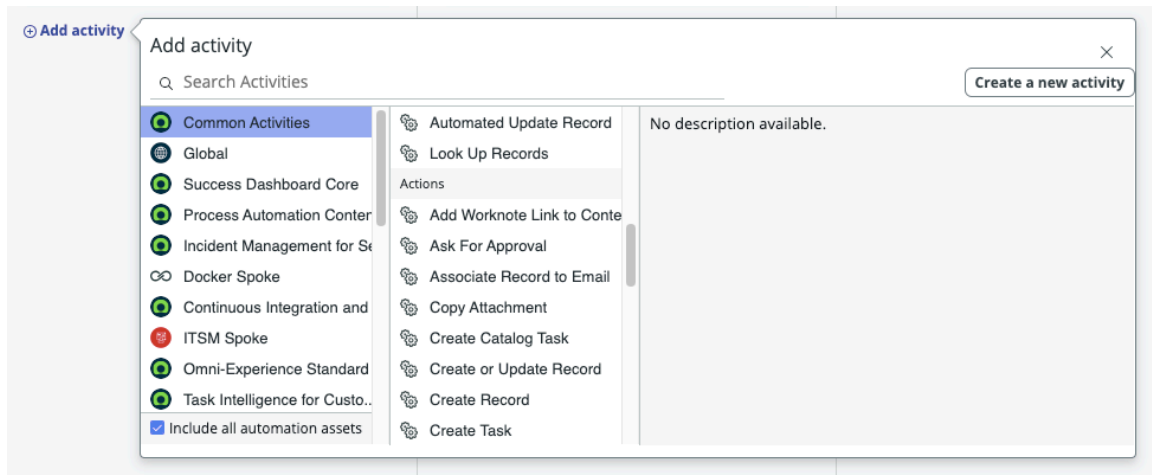 Add activity
Add activity
Search Activities
Create a new activity
Common Activities
Global
Success Dashboard Core
Process Automation Conten
Incident Management for Se
Docker Spoke
Continuous Integration and
ITSM Spoke
Omni-Experience Standard
Task Intelligence for Custo..
Include all automation assets
Automated Update Record
Look Up Records
Actions
Add Worknote Link to Conte
Ask For Approval
Associate Record to Email
Copy Attachment
Create Catalog Task
Create or Update Record
Create Record
Create Task
No description available.